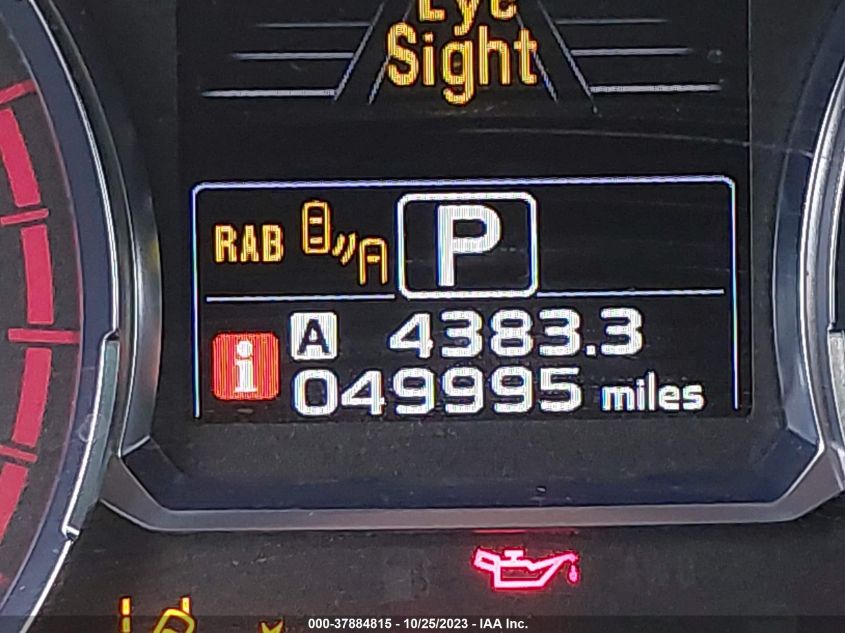 Eye
Sight
RAB P
i A 4383.3
049995 miles
000-37884815 - 10/25/2023 - IAA Inc.